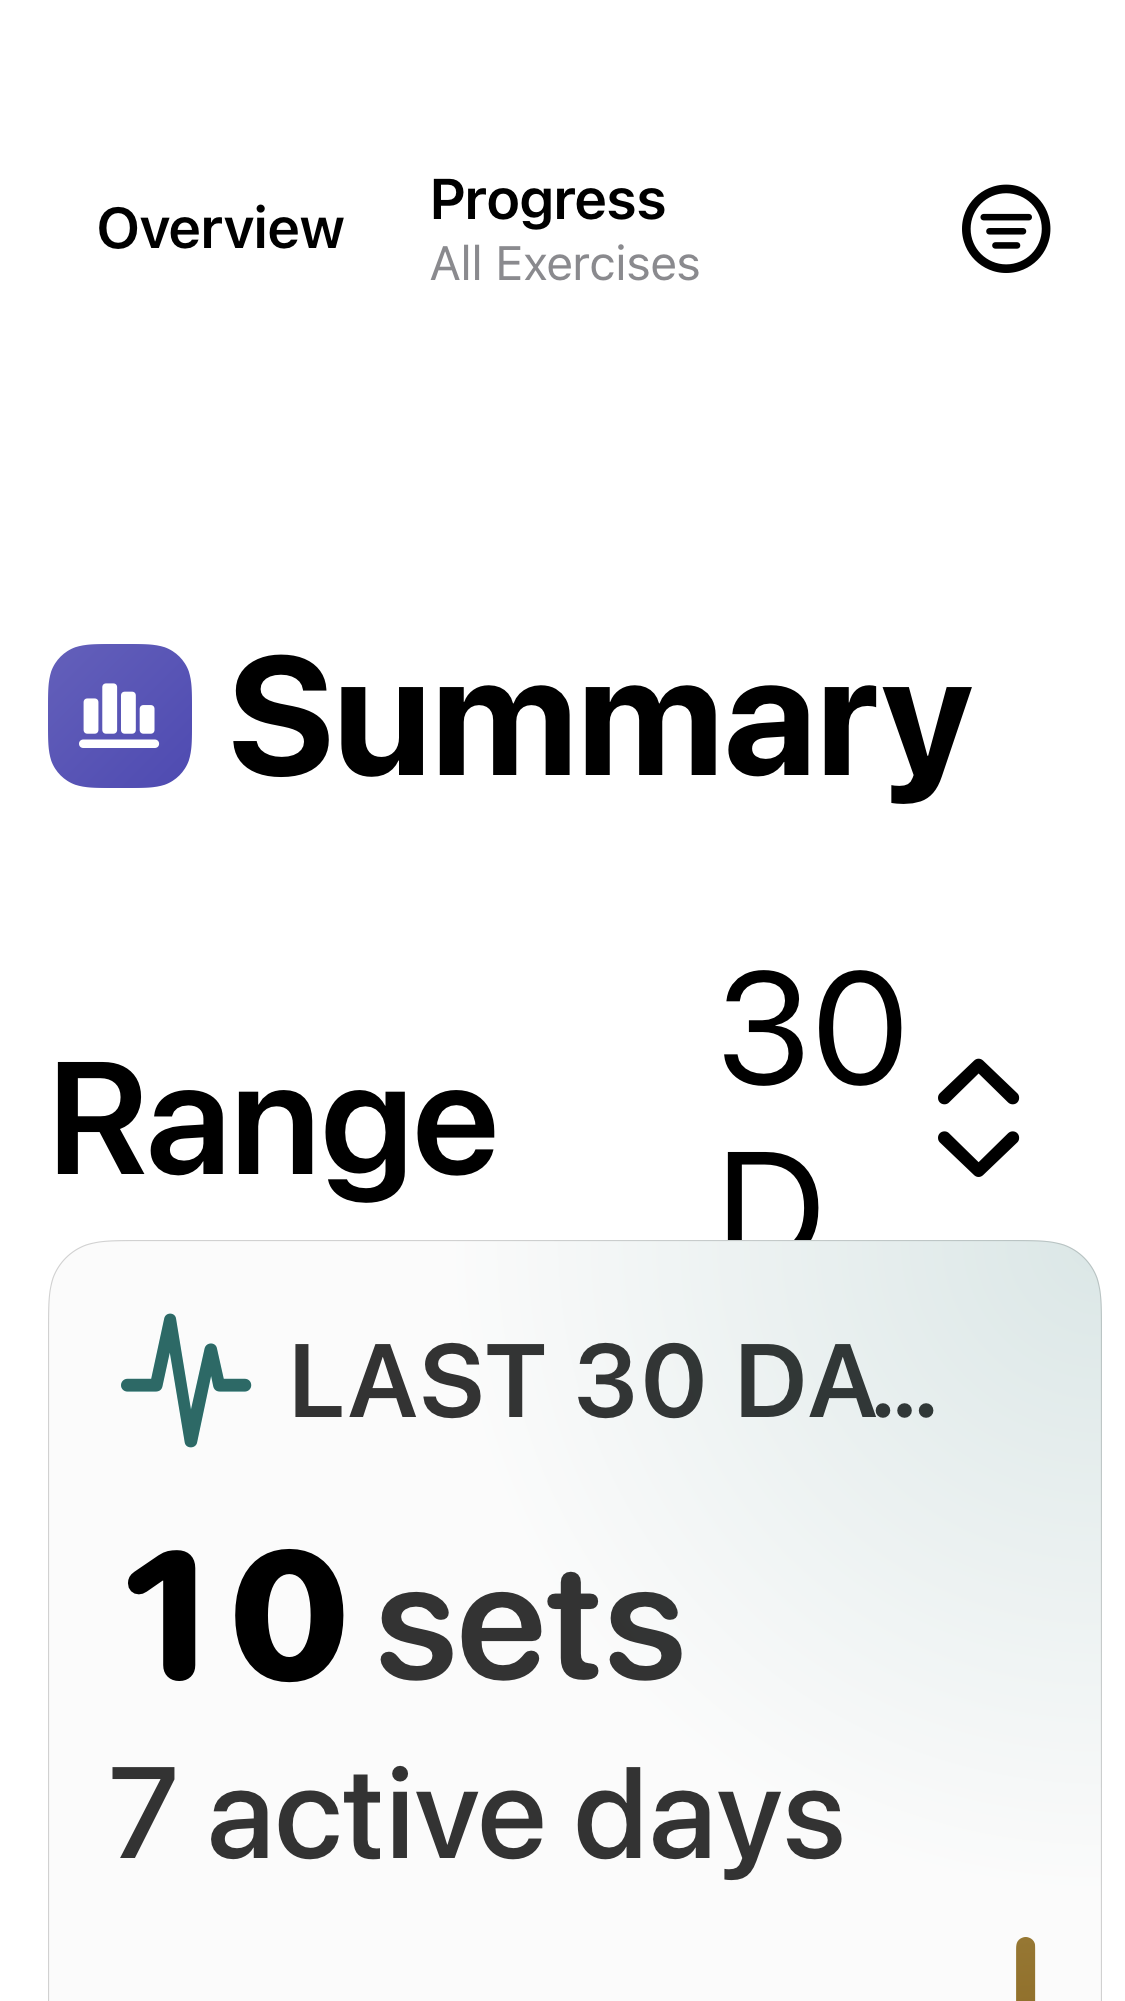 Overview
Progress
All Exercises
Summary
Range
30
D
LAST 30 DA...
10 sets
7 active days